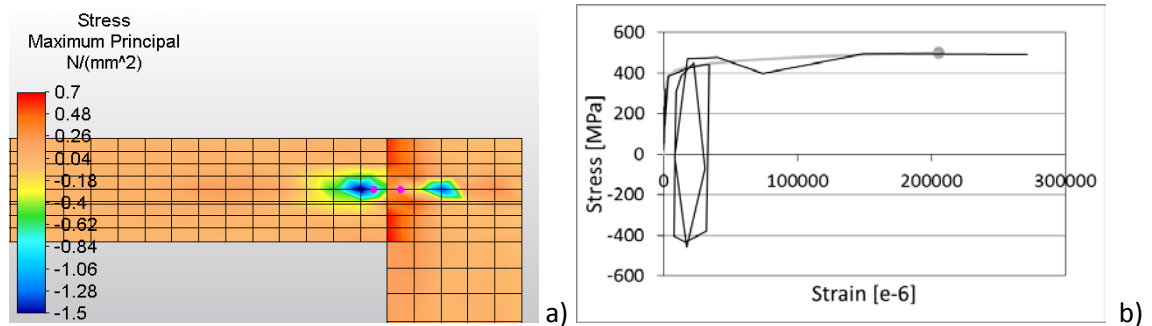 Stress
Maximum Principal
N/(mm^2)
0.7
0.48
0.26
0.04
-0.18
-0.4
-0.62
-0.84
-1.06
-1.28
-1.5
a)
Stress [MPa]
600
400
200
0
-200
-400
-600
0 100000 200000 300000
Strain [e-6]
b)